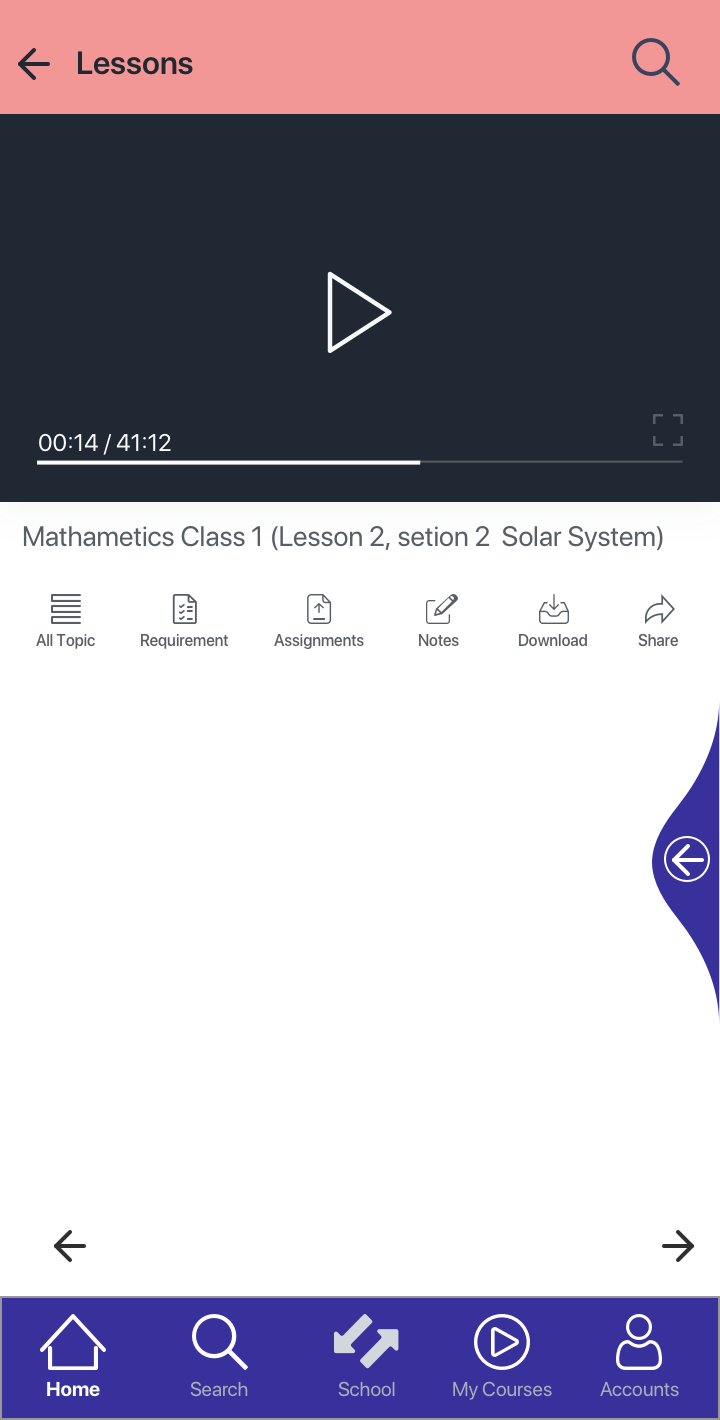 Lessons
00:14 / 41:12
Mathametics Class 1 (Lesson 2, setion 2  Solar System)
All Topic
Requirement
Assignments
Notes
Download
Share
Home
Search
School
My Courses
Accounts